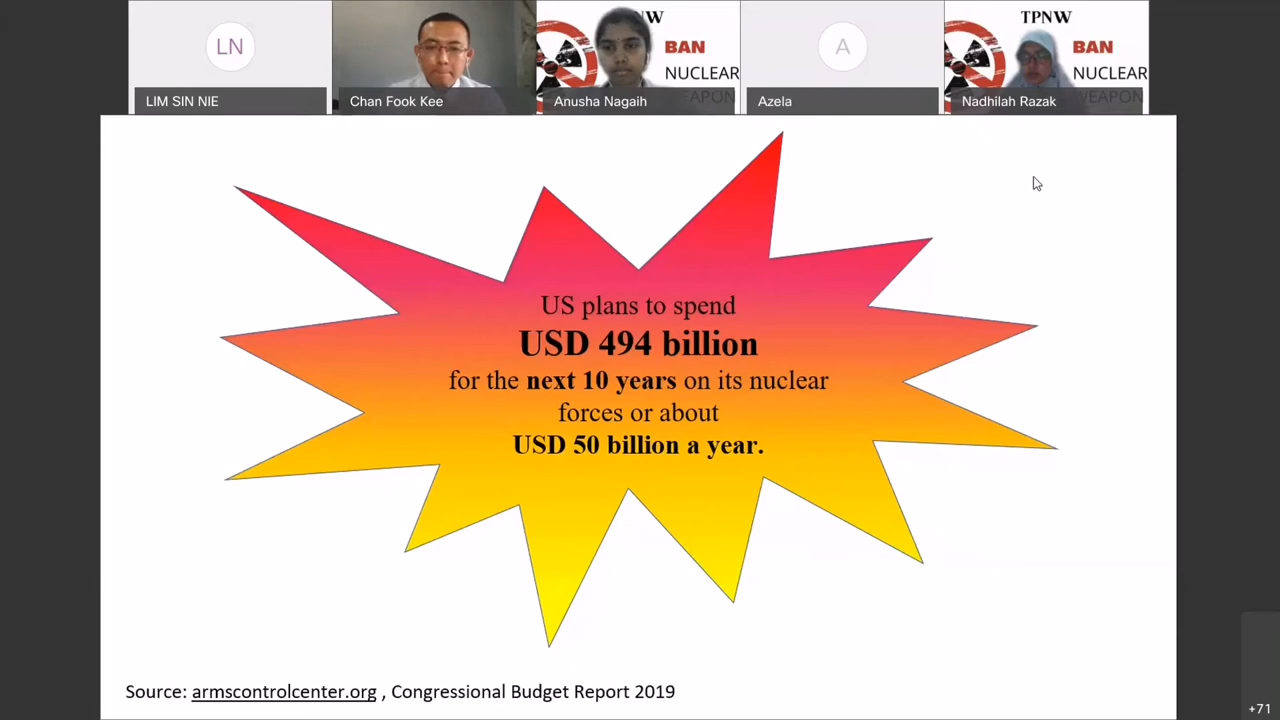 LN
A
TPNW
W
BAN
BAN
NUCLEAR
NUCLEAR
APON
WEAPON
LIM SIN NIE
Chan Fook Kee
Anusha Nagaih
Azela
Nadhilah Razak
US plans to spend
USD 494 billion
for the next 10 years on its nuclear
forces or about
USD 50 billion a year.
Source: armscontrolcenter.org , Congressional Budget Report 2019
+71